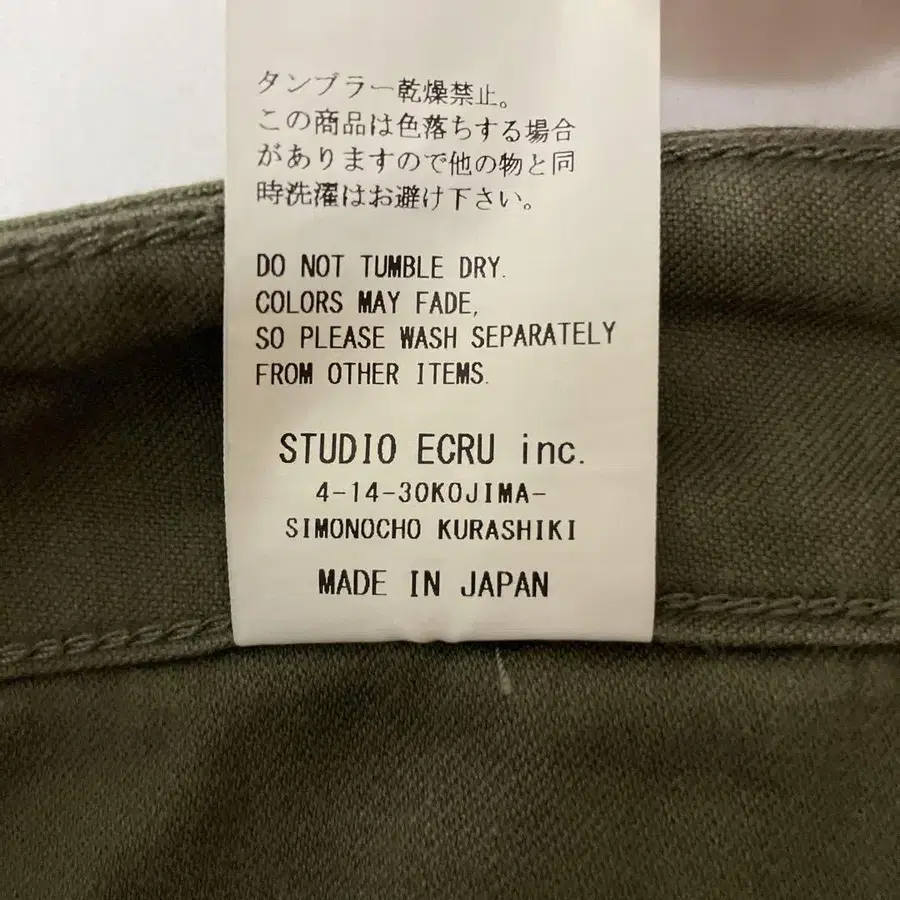 タンブラー乾燥禁止。
この商品は色落ちする場合
がありますので他の物と同
時洗濯はお避け下さい。
DO NOT TUMBLE DRY.
COLORS MAY FADE,
SO PLEASE WASH SEPARATELY
FROM OTHER ITEMS.
STUDIO ECRU inc.
4-14-30KOJIMA-
SIMONOCHO KURASHIKI
MADE IN JAPAN